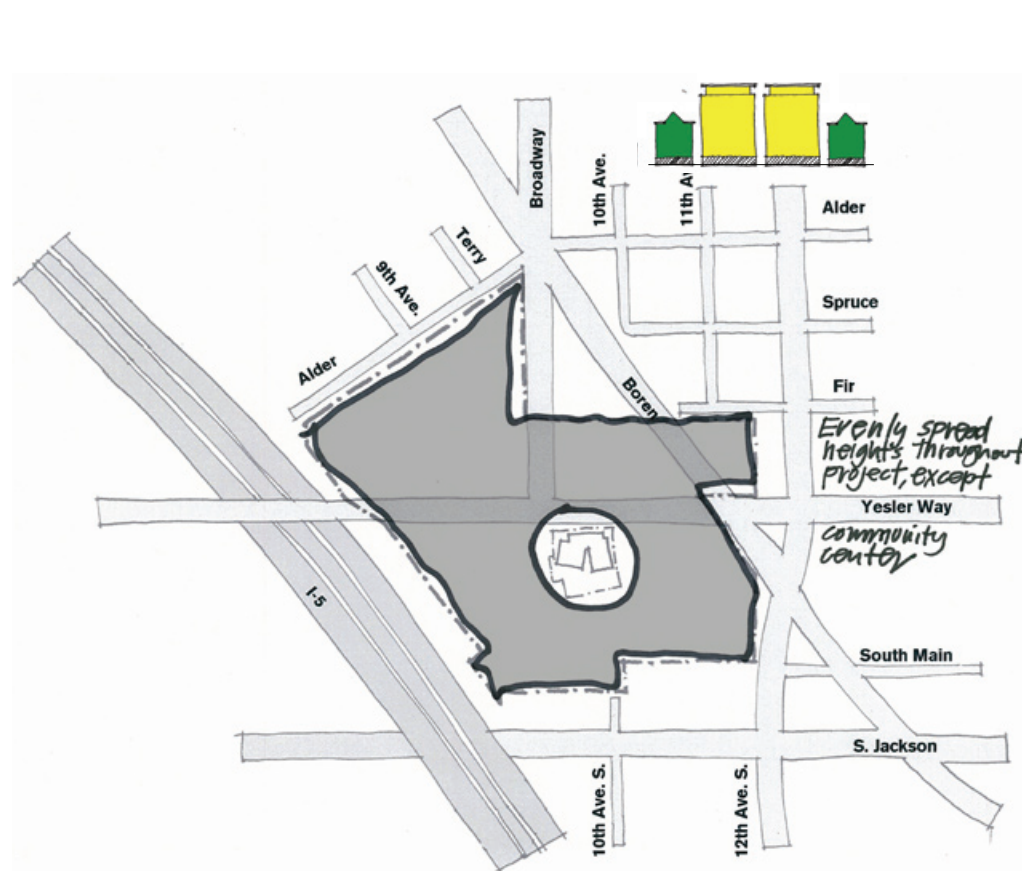 Broadway
10th Ave.
11th A
Alder
Terry
9th Ave.
Spruce
Alder
Boren
Fir
Evenly spread
heights throughout
project, except
Yesler Way
community
center
I-5
South Main
S. Jackson
10th Ave. S.
12th Ave. S.